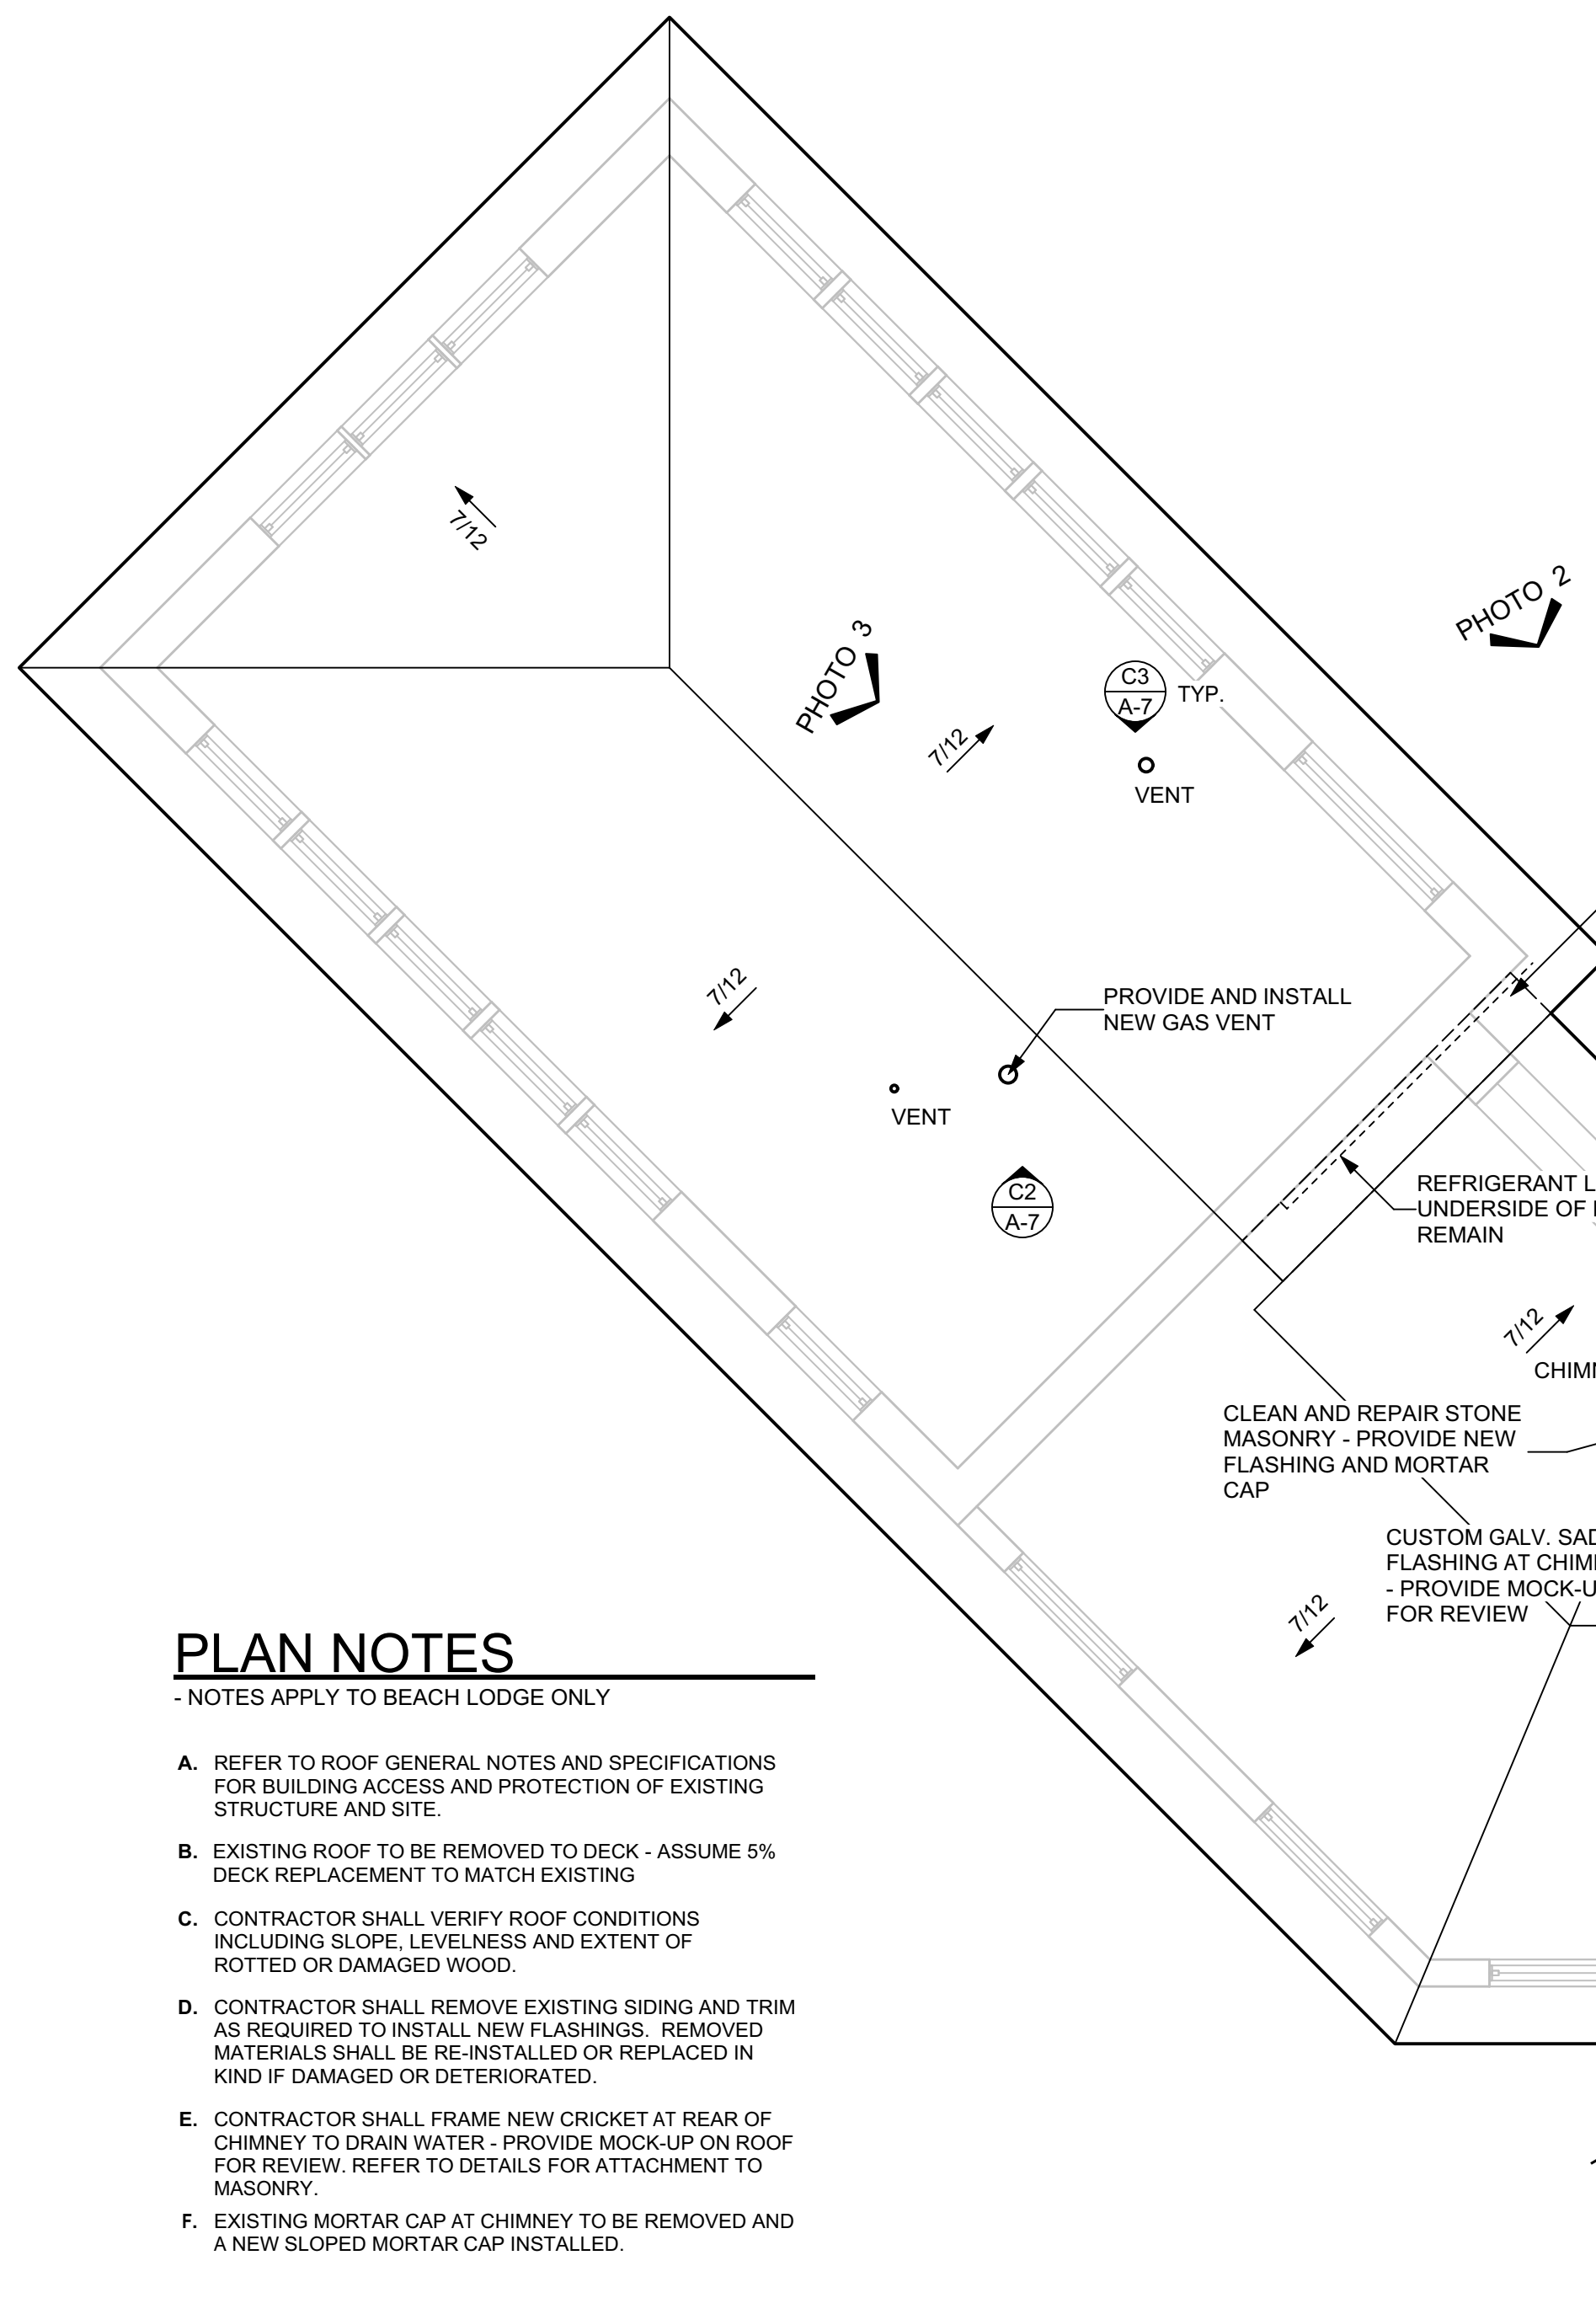 7/12
PHOTO 3
PHOTO 2
C3
A-7
TYP.
7/12
VENT
7/12
PROVIDE AND INSTALL
NEW GAS VENT
VENT
C2
A-7
REFRIGERANT
UNDERSIDE OF
REMAIN
7/12
CLEAN AND REPAIR STONE
MASONRY - PROVIDE NEW
FLASHING AND MORTAR
CAP
CUSTOM GALV.
FLASHING AT
- PROVIDE
FOR REVIEW
7/12
PLAN NOTES
- NOTES APPLY TO BEACH LODGE ONLY
A. REFER TO ROOF GENERAL NOTES AND SPECIFICATIONS
FOR BUILDING ACCESS AND PROTECTION OF EXISTING
STRUCTURE AND SITE.
B. EXISTING ROOF TO BE REMOVED TO DECK - ASSUME 5%
DECK REPLACEMENT TO MATCH EXISTING
C. CONTRACTOR SHALL VERIFY ROOF CONDITIONS
INCLUDING SLOPE, LEVELNESS AND EXTENT OF
ROTTED OR DAMAGED WOOD.
D. CONTRACTOR SHALL REMOVE EXISTING SIDING AND TRIM
AS REQUIRED TO INSTALL NEW FLASHINGS. REMOVED
MATERIALS SHALL BE RE-INSTALLED OR REPLACED IN
KIND IF DAMAGED OR DETERIORATED.
E. CONTRACTOR SHALL FRAME NEW CRICKET AT REAR OF
CHIMNEY TO DRAIN WATER - PROVIDE MOCK-UP ON ROOF
FOR REVIEW. REFER TO DETAILS FOR ATTACHMENT TO
MASONRY.
F. EXISTING MORTAR CAP AT CHIMNEY TO BE REMOVED AND
A NEW SLOPED MORTAR CAP INSTALLED.